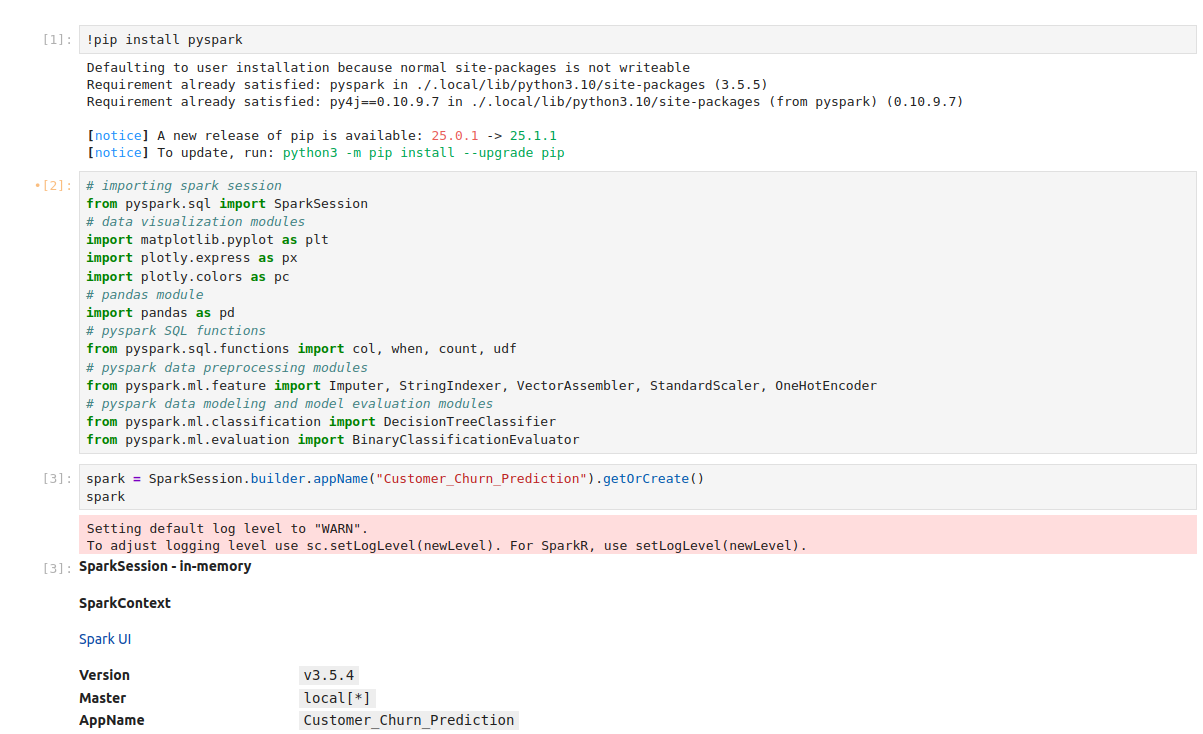 [1]: !pip install pyspark
Defaulting to user installation because normal site-packages is not writeable
Requirement already satisfied: pyspark in ./.local/lib/python3.10/site-packages (3.5.5)
Requirement already satisfied: py4j==0.10.9.7 in ./.local/lib/python3.10/site-packages (from pyspark) (0.10.9.7)
[notice] A new release of pip is available: 25.0.1 -> 25.1.1
[notice] To update, run: python3 -m pip install --upgrade pip
•[2]: # importing spark session
from pyspark.sql import SparkSession
# data visualization modules
import matplotlib.pyplot as plt
import plotly.express as px
import plotly.colors as pc
# pandas module
import pandas as pd
# pyspark SQL functions
from pyspark.sql.functions import col, when, count, udf
# pyspark data preprocessing modules
from pyspark.ml.feature import Imputer, StringIndexer, VectorAssembler, StandardScaler, OneHotEncoder
# pyspark data modeling and model evaluation modules
from pyspark.ml.classification import DecisionTreeClassifier
from pyspark.ml.evaluation import BinaryClassificationEvaluator
[3]: spark = SparkSession.builder.appName("Customer_Churn_Prediction").getOrCreate()
spark
Setting default log level to "WARN".
To adjust logging level use sc.setLogLevel(newLevel). For SparkR, use setLogLevel(newLevel).
[3]: SparkSession - in-memory
SparkContext
Spark UI
Version v3.5.4
Master local[*]
AppName Customer_Churn_Prediction